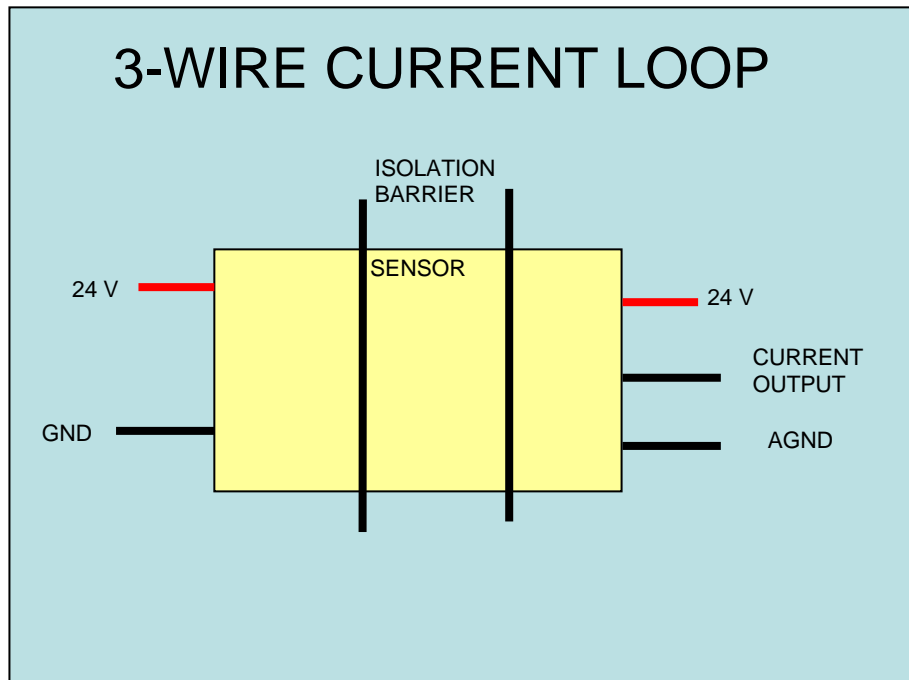 3-WIRE CURRENT LOOP
ISOLATION
BARRIER
SENSOR
24 V
24 V
CURRENT
OUTPUT
GND
AGND